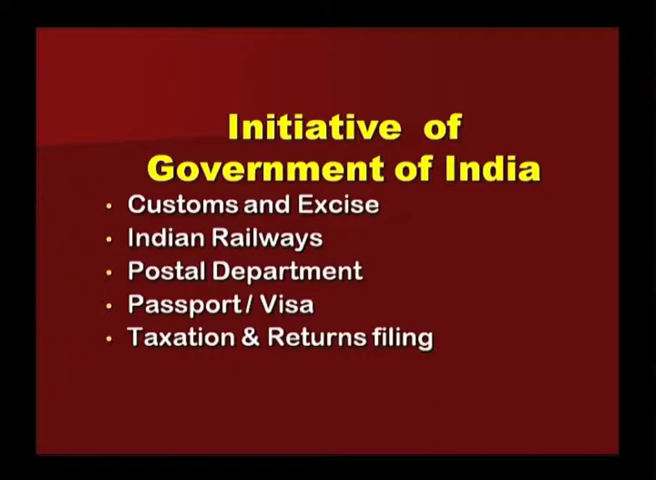 Initiative of
Government of India
• Customs and Excise
• Indian Railways
• Postal Department
• Passport/ Visa
• Taxation & Returns filing